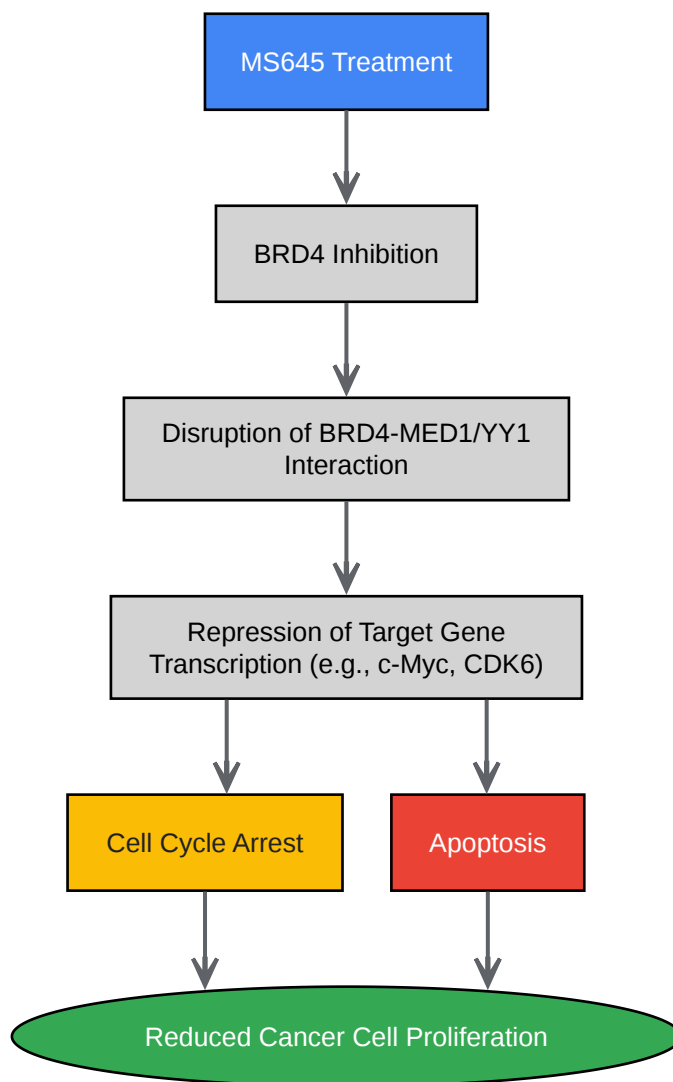 MS645 Treatment
BRD4 Inhibition
Disruption of BRD4-MED1/YY1
Interaction
Repression of Target Gene
Transcription (e.g., c-Myc, CDK6)
Cell Cycle Arrest
Apoptosis
Reduced Cancer Cell Proliferation